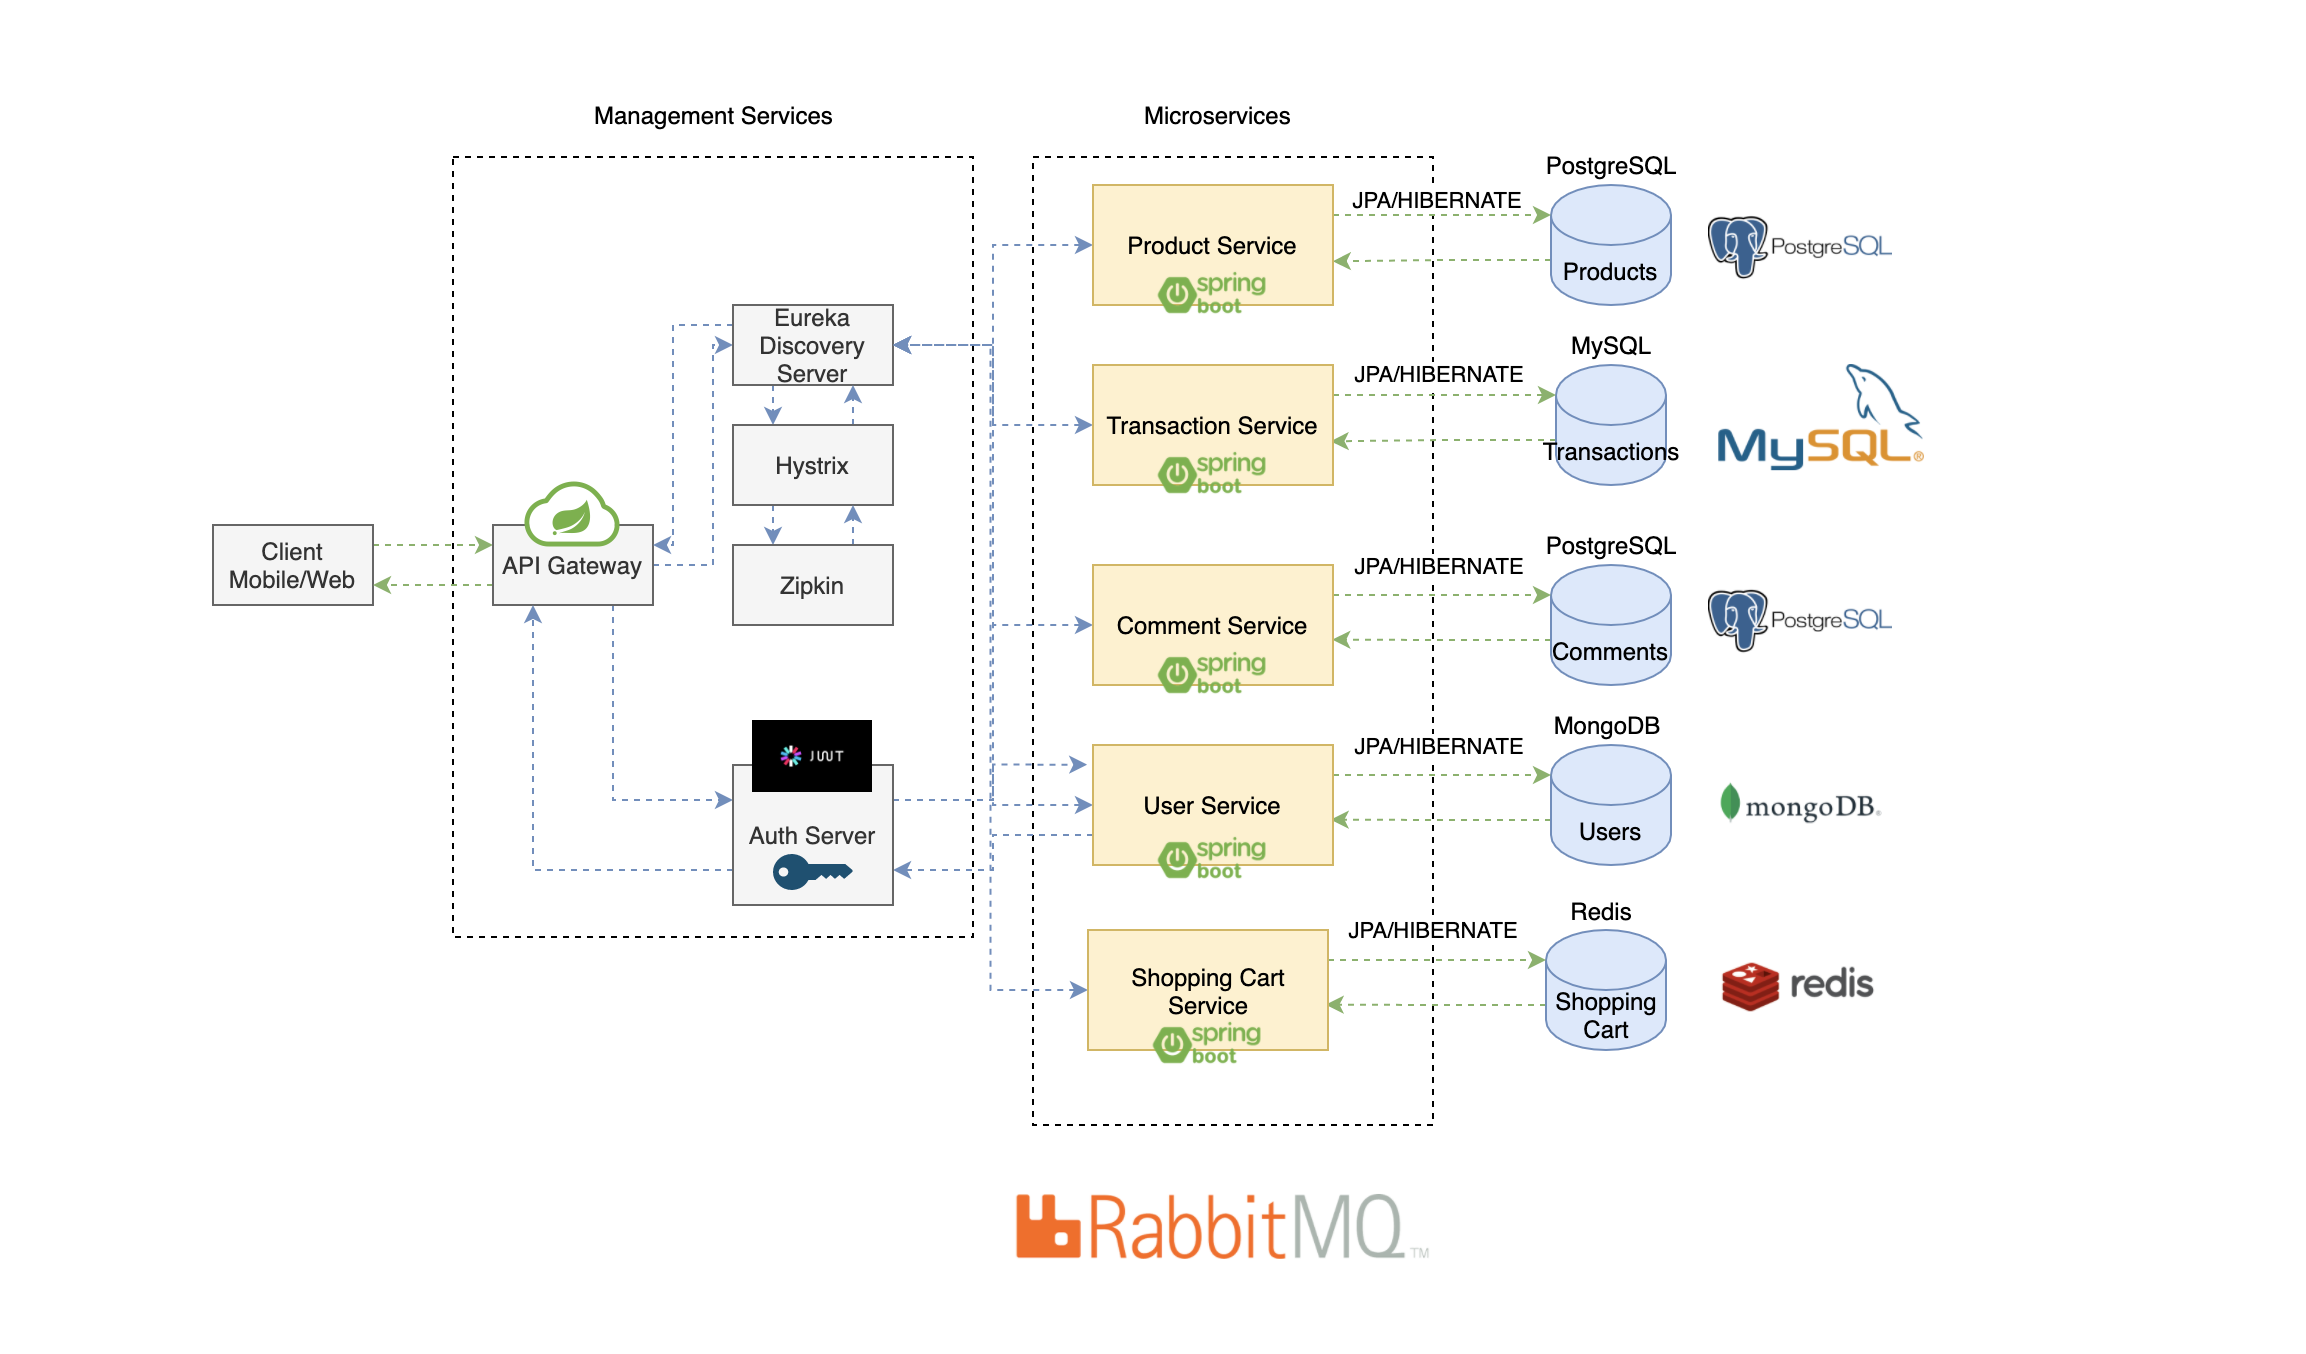 Management Services
Microservices
Client
Mobile/Web
API Gateway
Eureka
Discovery
Server
Hystrix
Zipkin
JWT
Auth Server
Product Service
spring
boot
JPA/HIBERNATE
PostgreSQL
Products
PostgreSQL
Transaction Service
spring
boot
JPA/HIBERNATE
MySQL
Transactions
MySQL®
Comment Service
spring
boot
JPA/HIBERNATE
PostgreSQL
Comments
PostgreSQL
User Service
spring
boot
JPA/HIBERNATE
MongoDB
Users
mongoDB®
Shopping Cart
Service
spring
boot
JPA/HIBERNATE
Redis
Shopping
Cart
redis
RabbitMQ™